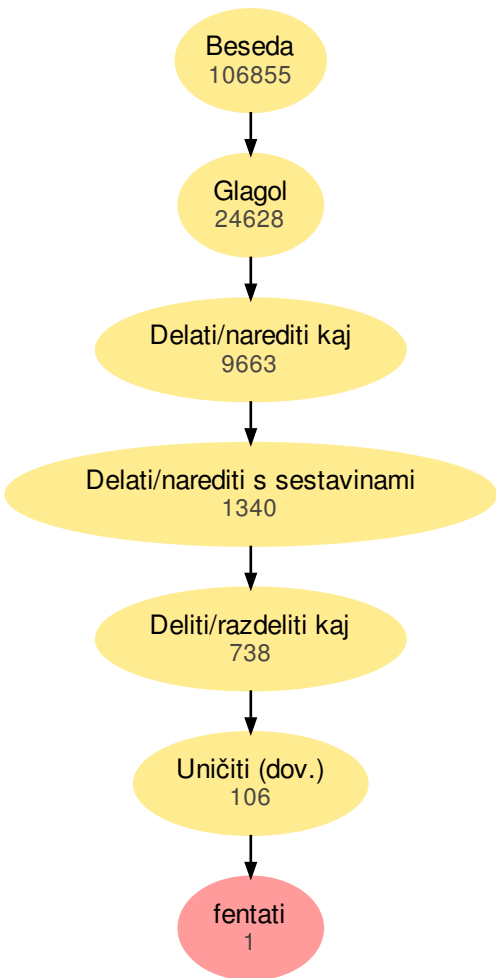 Beseda
106855
Glagol
24628
Delati/narediti kaj
9663
Delati/narediti s sestavinami
1340
Deliti/razdeliti kaj
738
Uničiti (dov.)
106
fentati
1